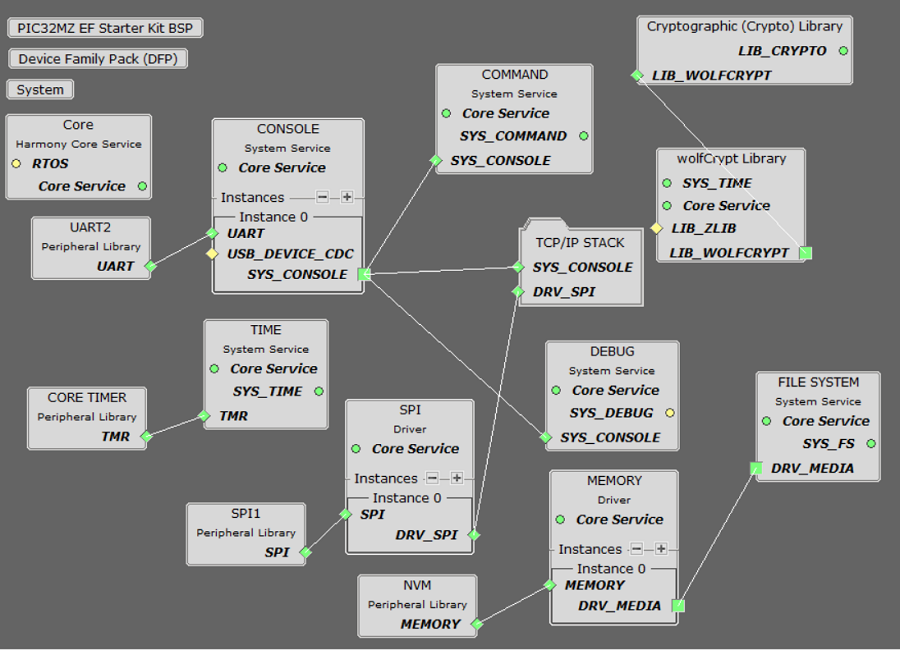 PIC32MZ EF Starter Kit BSP
Device Family Pack (DFP)
System
Core
Harmony Core Service
RTOS
Core Service
UART2
Peripheral Library
UART
CONSOLE
System Service
Core Service
Instances
Instance 0
UART
USB_DEVICE_CDC
SYS_CONSOLE
COMMAND
System Service
Core Service
SYS_COMMAND
SYS_CONSOLE
Cryptographic (Crypto) Library
LIB_CRYPTO
LIB_WOLFCRYPT
wolfCrypt Library
SYS_TIME
Core Service
LIB_ZLIB
LIB_WOLFCRYPT
TCP/IP STACK
SYS_CONSOLE
DRV_SPI
TIME
System Service
Core Service
SYS_TIME
TMR
CORE TIMER
Peripheral Library
TMR
SPI
Driver
Core Service
Instances
Instance 0
SPI
DRV_SPI
SPI1
Peripheral Library
SPI
DEBUG
System Service
Core Service
SYS_DEBUG
SYS_CONSOLE
FILE SYSTEM
System Service
Core Service
SYS_FS
DRV_MEDIA
MEMORY
Driver
Core Service
Instances
Instance 0
MEMORY
DRV_MEDIA
NVM
Peripheral Library
MEMORY